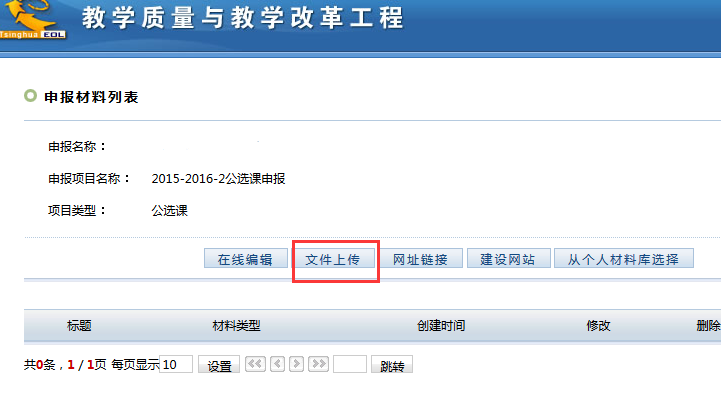 教学质量与教学改革工程
Tsinghua EOL
申报材料列表
申报名称：
申报项目名称： 2015-2016-2公选课申报
项目类型： 公选课
在线编辑 文件上传 网址链接 建设网站 从个人材料库选择
标题 材料类型 创建时间 修改 删除
共0条，1 / 1页 每页显示 10 设置 跳转